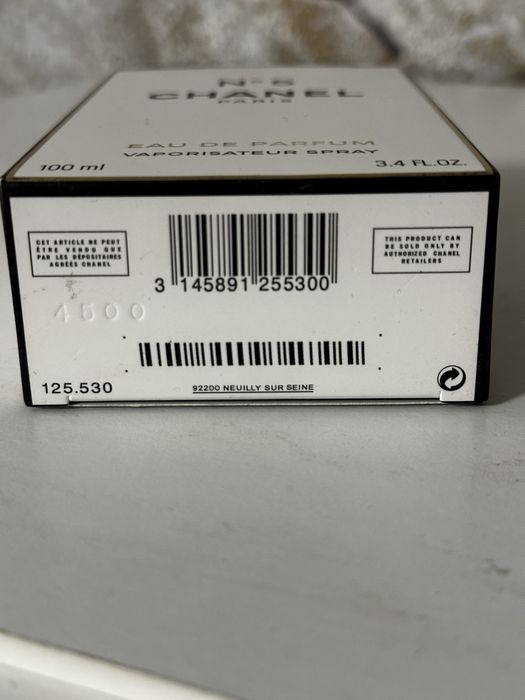 N°5
CHANEL
PARIS
EAU DE PARFUM
VAPORISATEUR SPRAY
100 ml
3.4 FL.OZ.
CET ARTICLE NE PEUT
ÊTRE VENDU QUE
PAR LES DÉPOSITAIRES
AGRÉÉS CHANEL
THIS PRODUCT CAN
BE SOLD ONLY BY
AUTHORIZED CHANEL
RETAILERS
3 145891 255300
4500
125.530
92200 NEUILLY SUR SEINE